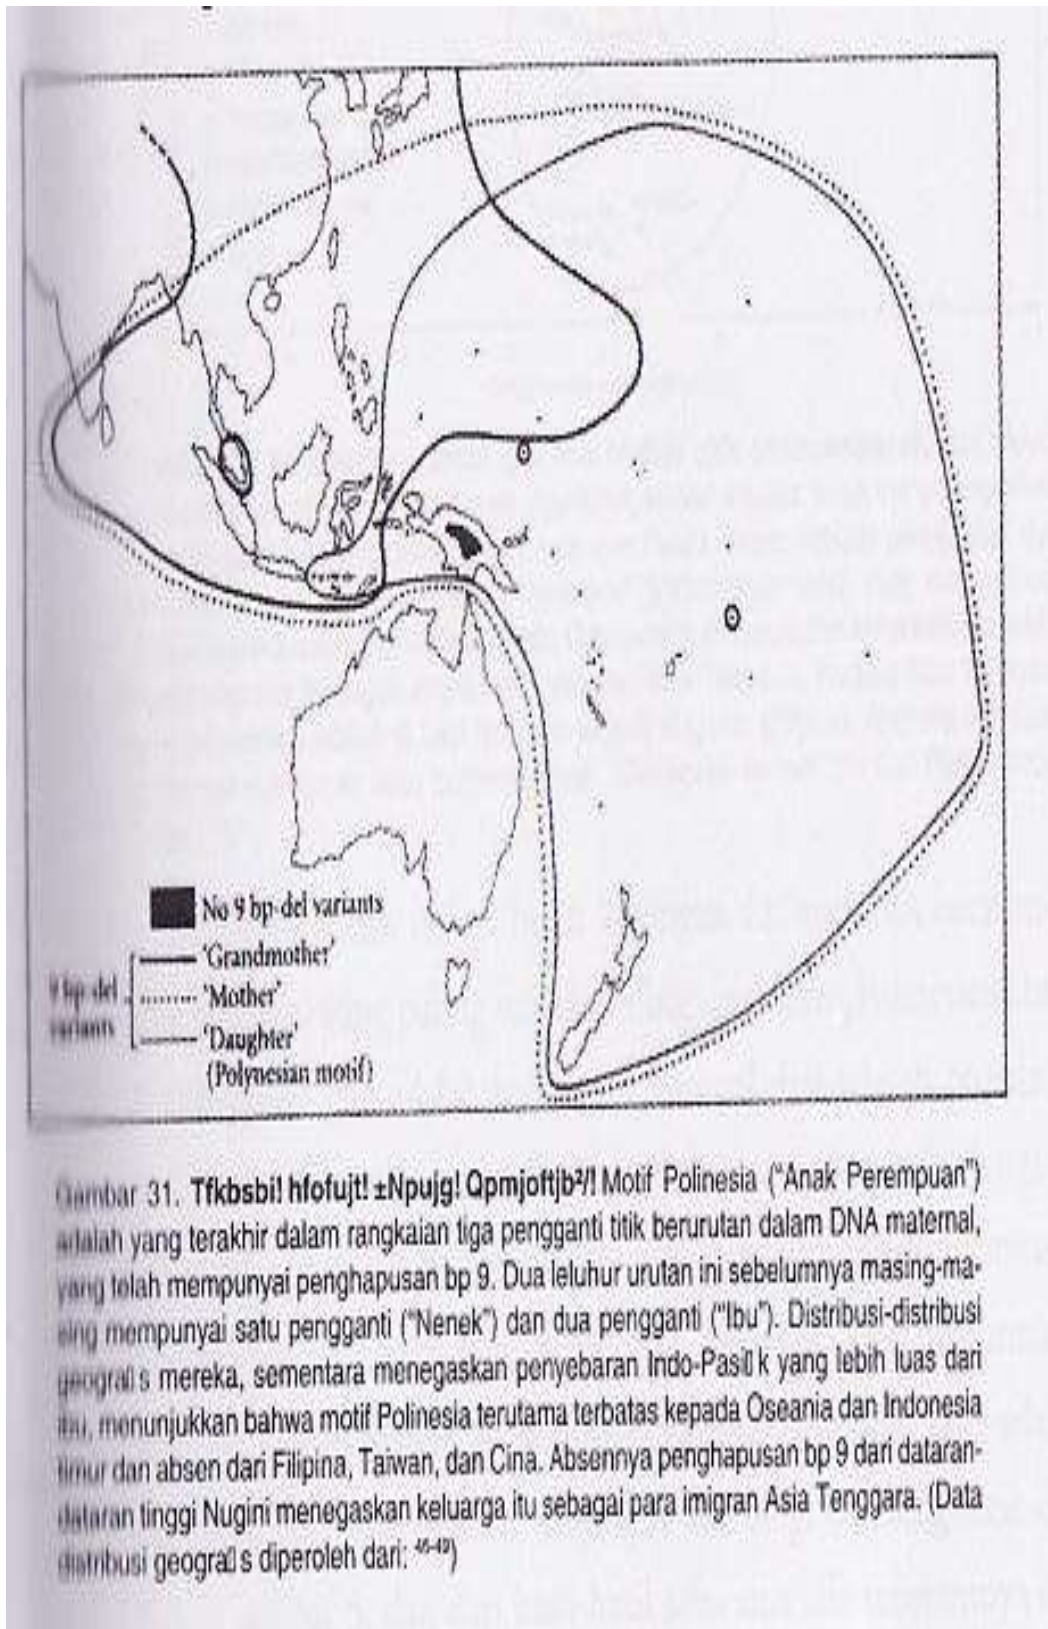 No 9 bp-del variants
9 bp-del variants
'Grandmother'
'Mother'
'Daughter'
(Polynesian motif)
Gambar 31. Tfkbsbi! hfofujt! ±Npujg! Qpmjoftjb²/! Motif Polinesia (“Anak Perempuan”)
adalah yang terakhir dalam rangkaian tiga pengganti titik berurutan dalam DNA maternal,
yang telah mempunyai penghapusan bp 9. Dua leluhur urutan ini sebelumnya masing-ma-
sing mempunyai satu pengganti (“Nenek”) dan dua pengganti (“Ibu”). Distribusi-distribusi
geogra▯s mereka, sementara menegaskan penyebaran Indo-Pasi▯k yang lebih luas dari
itu, menunjukkan bahwa motif Polinesia terutama terbatas kepada Oseania dan Indonesia
timur dan absen dari Filipina, Taiwan, dan Cina. Absennya penghapusan bp 9 dari dataran-
dataran tinggi Nugini menegaskan keluarga itu sebagai para imigran Asia Tenggara. (Data
distribusi geogra▯s diperoleh dari: 46-49)